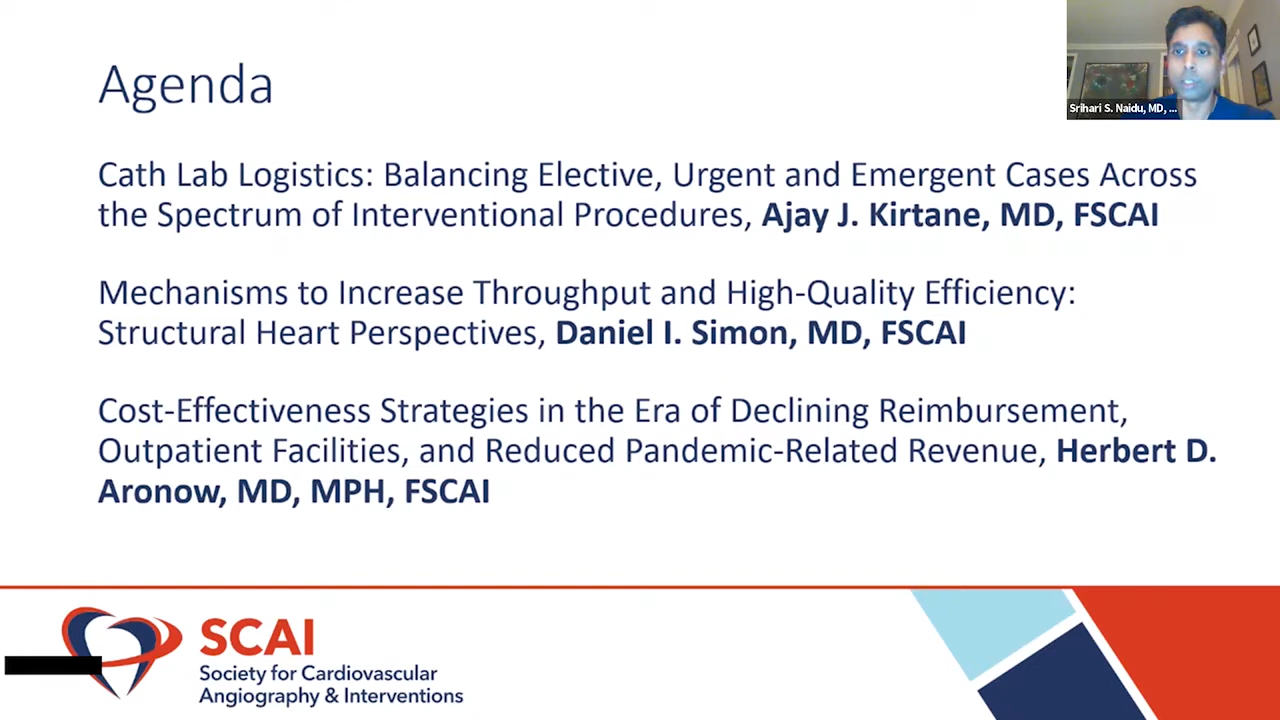 Agenda
Srihari S. Naidu, MD, ...
Cath Lab Logistics: Balancing Elective, Urgent and Emergent Cases Across
the Spectrum of Interventional Procedures, Ajay J. Kirtane, MD, FSCAI
Mechanisms to Increase Throughput and High-Quality Efficiency:
Structural Heart Perspectives, Daniel I. Simon, MD, FSCAI
Cost-Effectiveness Strategies in the Era of Declining Reimbursement,
Outpatient Facilities, and Reduced Pandemic-Related Revenue, Herbert D.
Aronow, MD, MPH, FSCAI
SCAI
Society for Cardiovascular
Angiography & Interventions